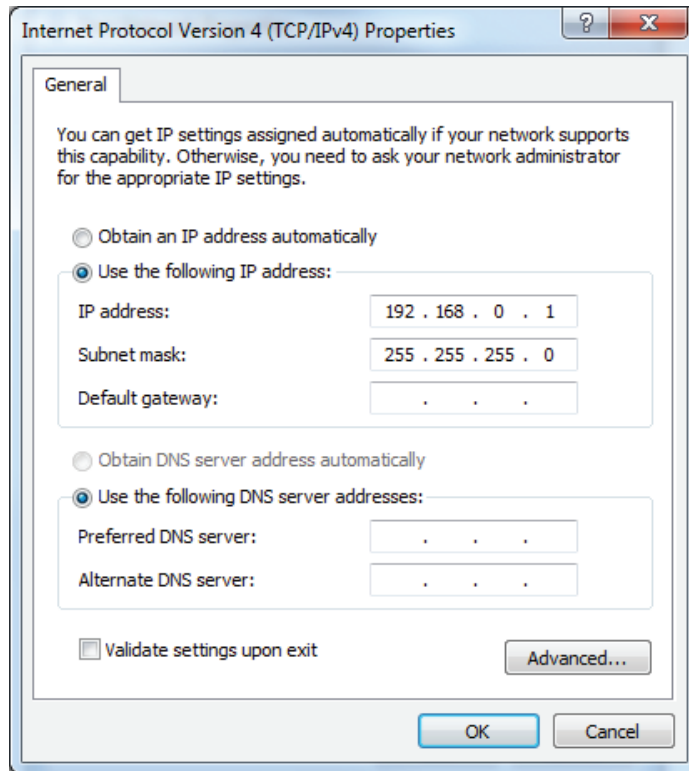 Internet Protocol Version 4 (TCP/IPv4) Properties
?
X
General
You can get IP settings assigned automatically if your network supports
this capability. Otherwise, you need to ask your network administrator
for the appropriate IP settings.
Obtain an IP address automatically
Use the following IP address:
IP address: 192 . 168 . 0 . 1
Subnet mask: 255 . 255 . 255 . 0
Default gateway: . . .
Obtain DNS server address automatically
Use the following DNS server addresses:
Preferred DNS server: . . .
Alternate DNS server: . . .
Validate settings upon exit
Advanced...
OK Cancel